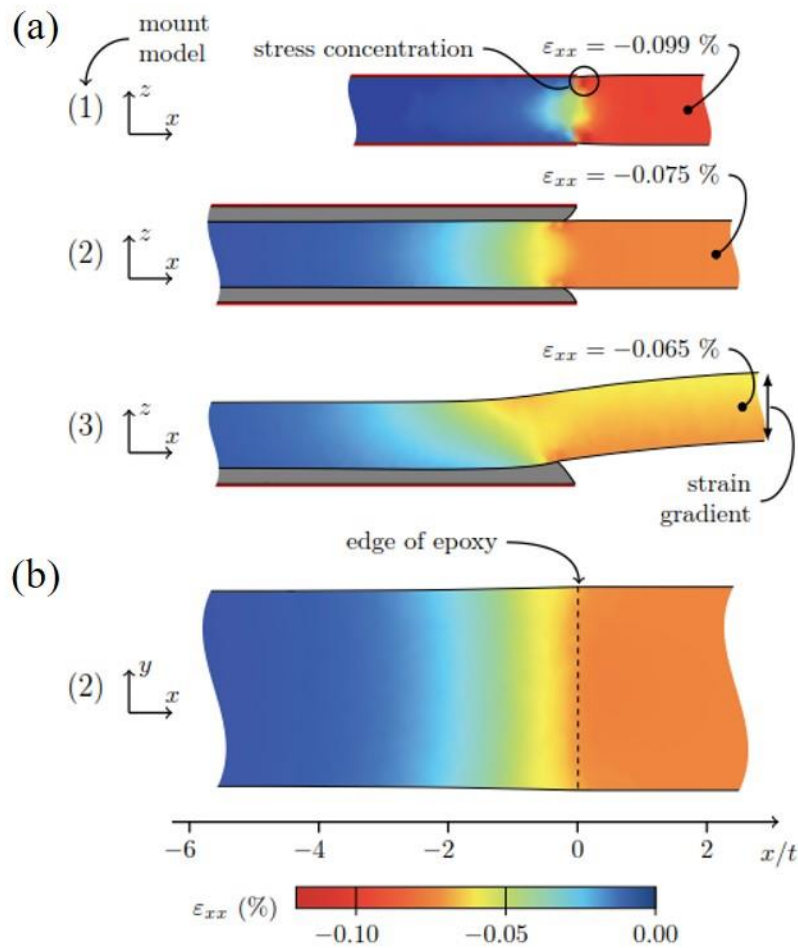 (a)
mount
model
stress concentration
εxx = −0.099 %
(1)
z
x
εxx = −0.075 %
(2)
z
x
εxx = −0.065 %
(3)
z
x
strain
gradient
edge of epoxy
(b)
(2)
y
x
−6 −4 −2 0 2 x/t
εxx (%)
−0.10 −0.05 0.00